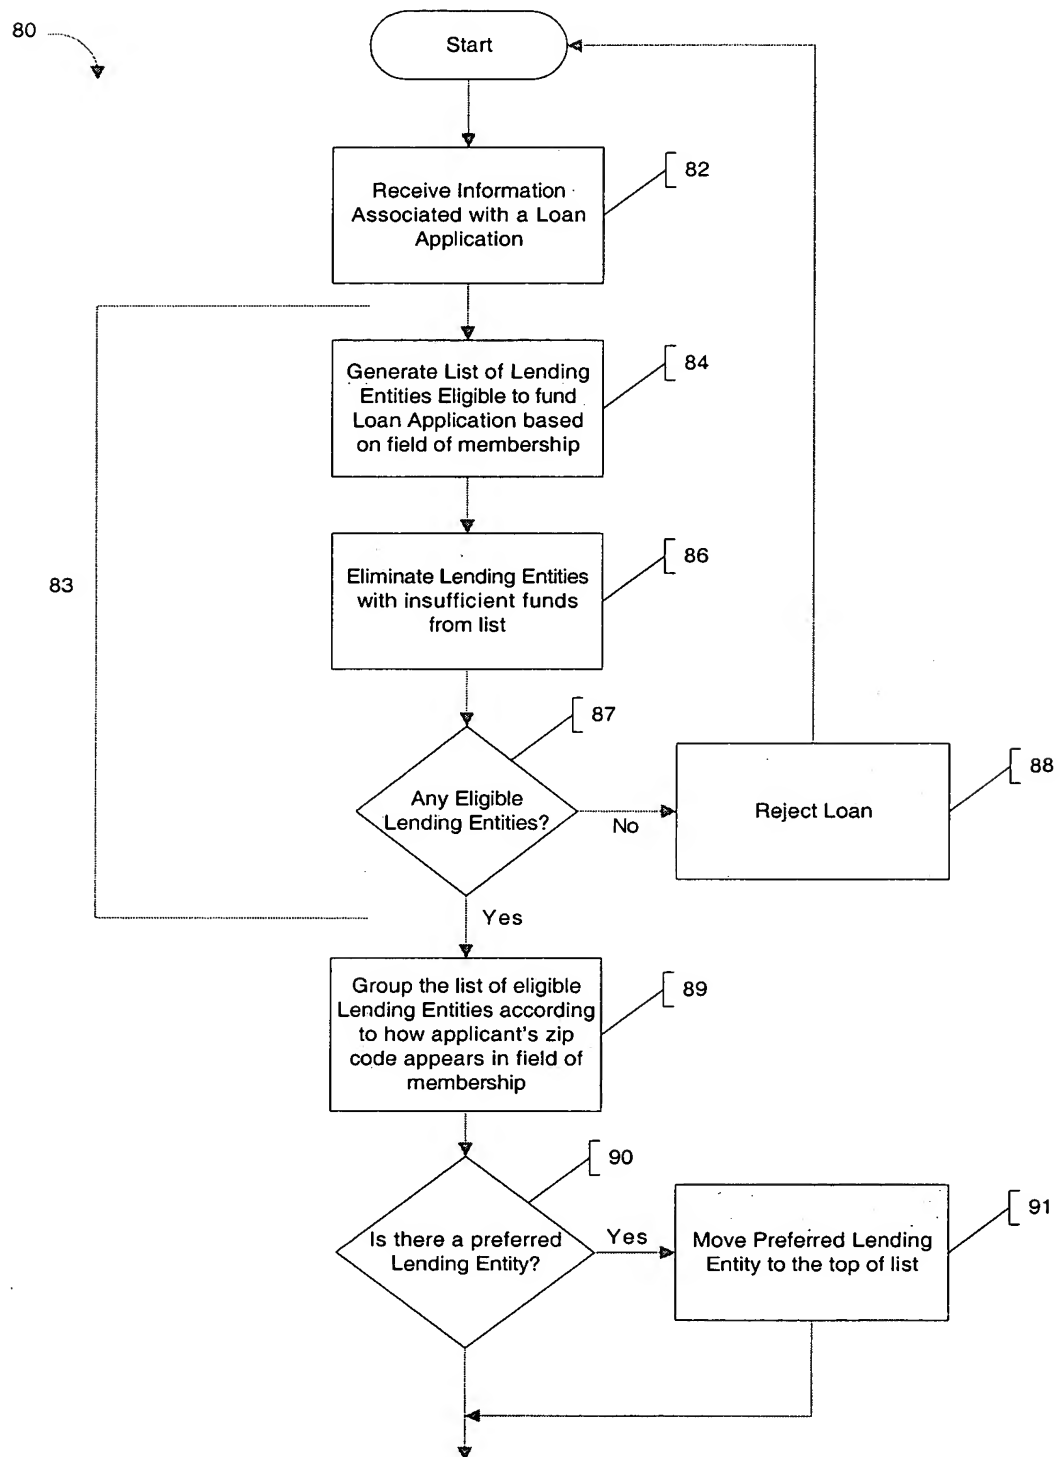 80
Start
82
Receive Information
Associated with a Loan
Application
84
Generate List of Lending
Entities Eligible to fund
Loan Application based
on field of membership
86
Eliminate Lending Entities
with insufficient funds
from list
83
87
Any Eligible
Lending Entities?
No
88
Reject Loan
Yes
89
Group the list of eligible
Lending Entities according
to how applicant's zip
code appears in field of
membership
90
Is there a preferred
Lending Entity?
Yes
91
Move Preferred Lending
Entity to the top of list